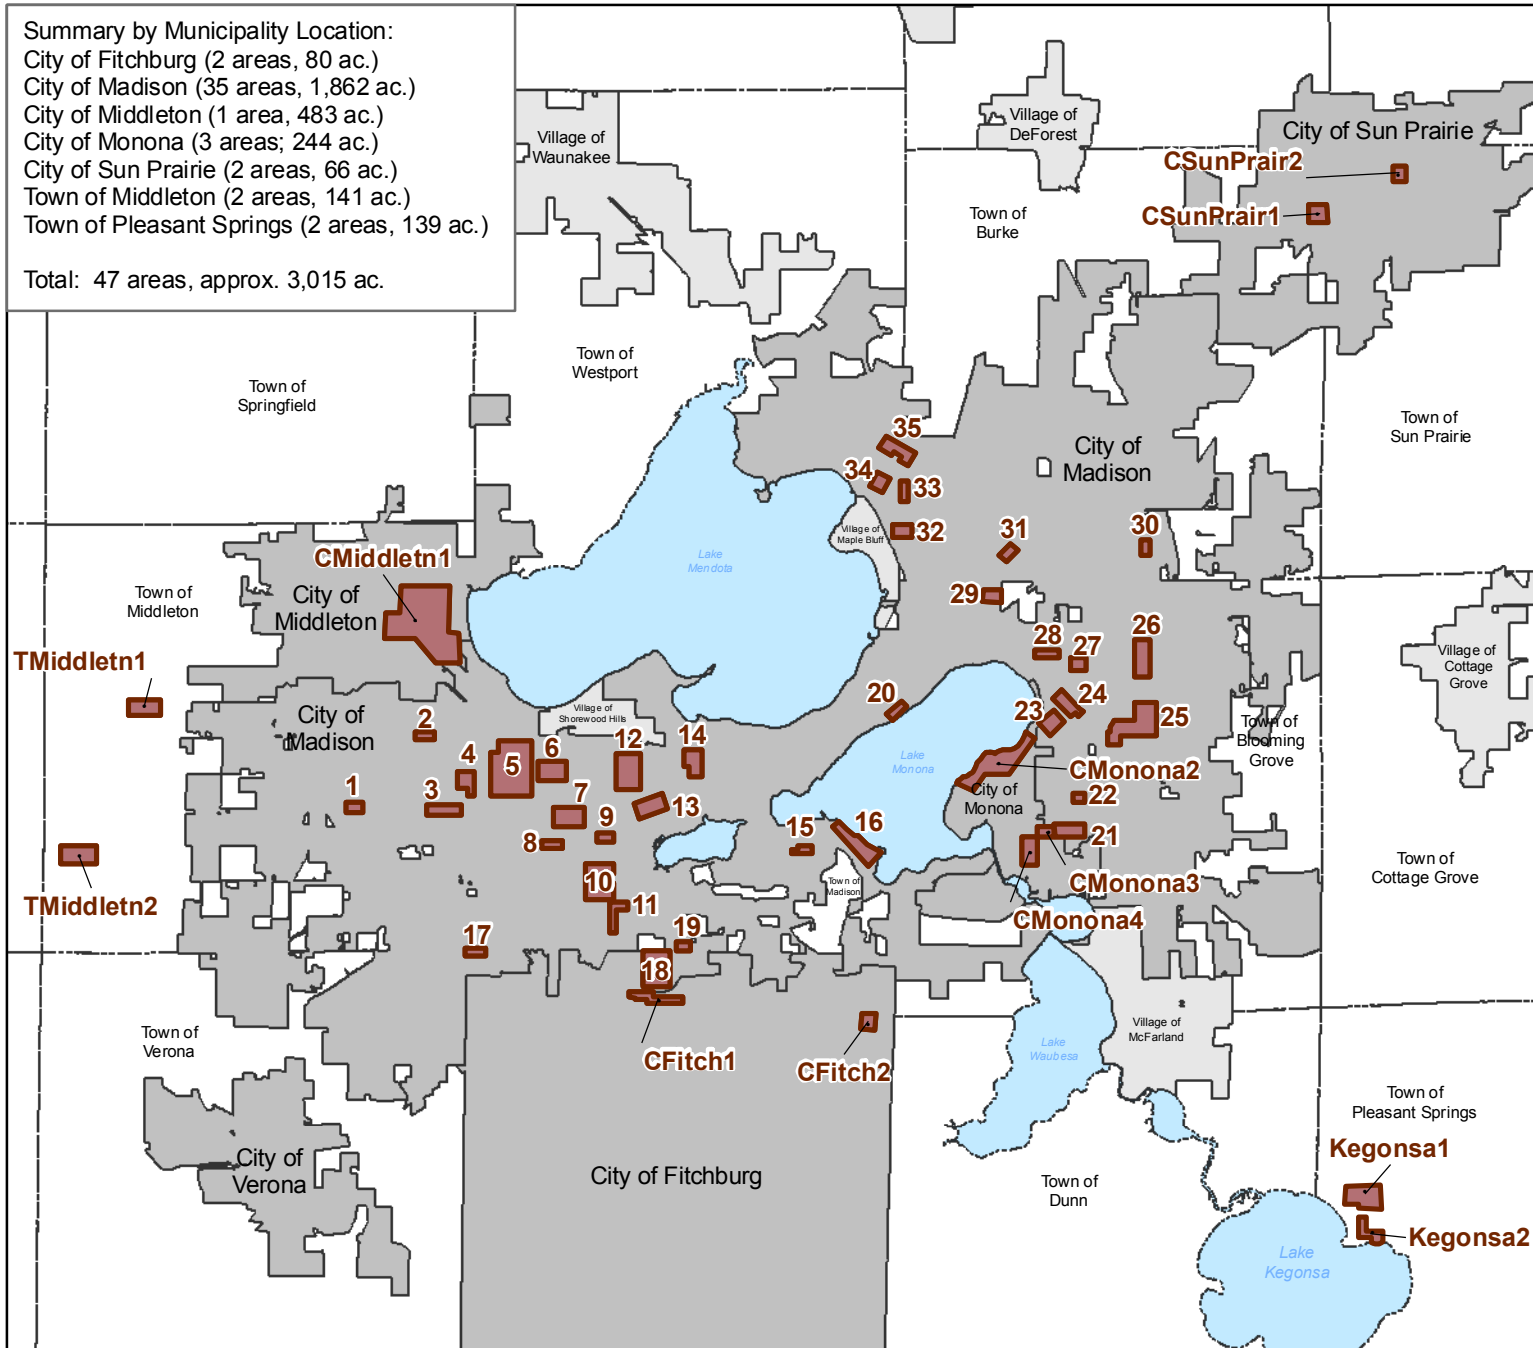 Summary by Municipality Location:
City of Fitchburg (2 areas, 80 ac.)
City of Madison (35 areas, 1,862 ac.)
City of Middleton (1 area, 483 ac.)
City of Monona (3 areas; 244 ac.)
City of Sun Prairie (2 areas, 66 ac.)
Town of Middleton (2 areas, 141 ac.)
Town of Pleasant Springs (2 areas, 139 ac.)
Total: 47 areas, approx. 3,015 ac.
Village of
Waunakee
Village of
DeForest
City of Sun Prairie
CSunPrair2
CSunPrair1
Town of
Burke
Town of
Westport
Town of
Springfield
Town of
Sun Prairie
City of
Madison
35
34
33
32
31
30
29
Village of
Maple Bluff
Lake
Mendota
CMiddletn1
City of
Middleton
Town of
Middleton
TMiddletn1
28
27
26
Village of
Cottage
Grove
Village of
Shorewood Hills
20
24
23
25
Town of
Blooming
Grove
City of
Madison
2
4
5
6
12
14
Lake
Monona
CMonona2
City of
Monona
22
1
3
7
13
9
8
15
16
21
CMonona3
CMonona4
Town of
Cottage Grove
TMiddletn2
10
11
Town of
Madison
17
19
18
CFitch1
CFitch2
Town of
Verona
Lake
Waubesa
Village of
McFarland
Town of
Pleasant Springs
Kegonsa1
City of
Verona
City of Fitchburg
Town of
Dunn
Kegonsa2
Lake
Kegonsa